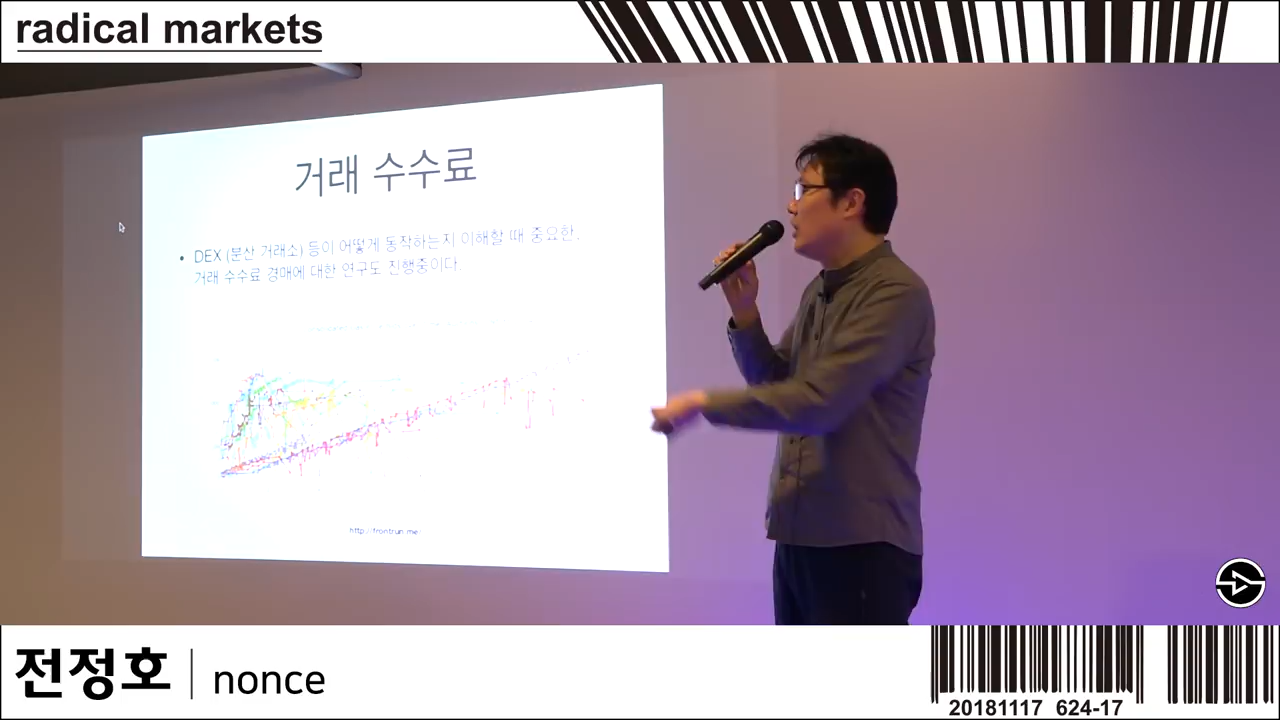 radical markets
거래 수수료
• DEX (분산 거래소) 등이 어떻게 동작하는지 이해할 때 중요한,
거래 수수료 경매에 대한 연구도 진행중이다.
http://frontrun.me
전정호 | nonce
20181117 624-17